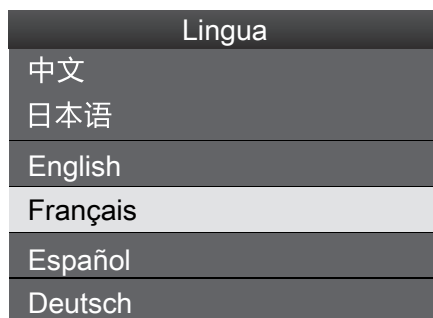 Lingua
中文
日本语
English
Français
Español
Deutsch